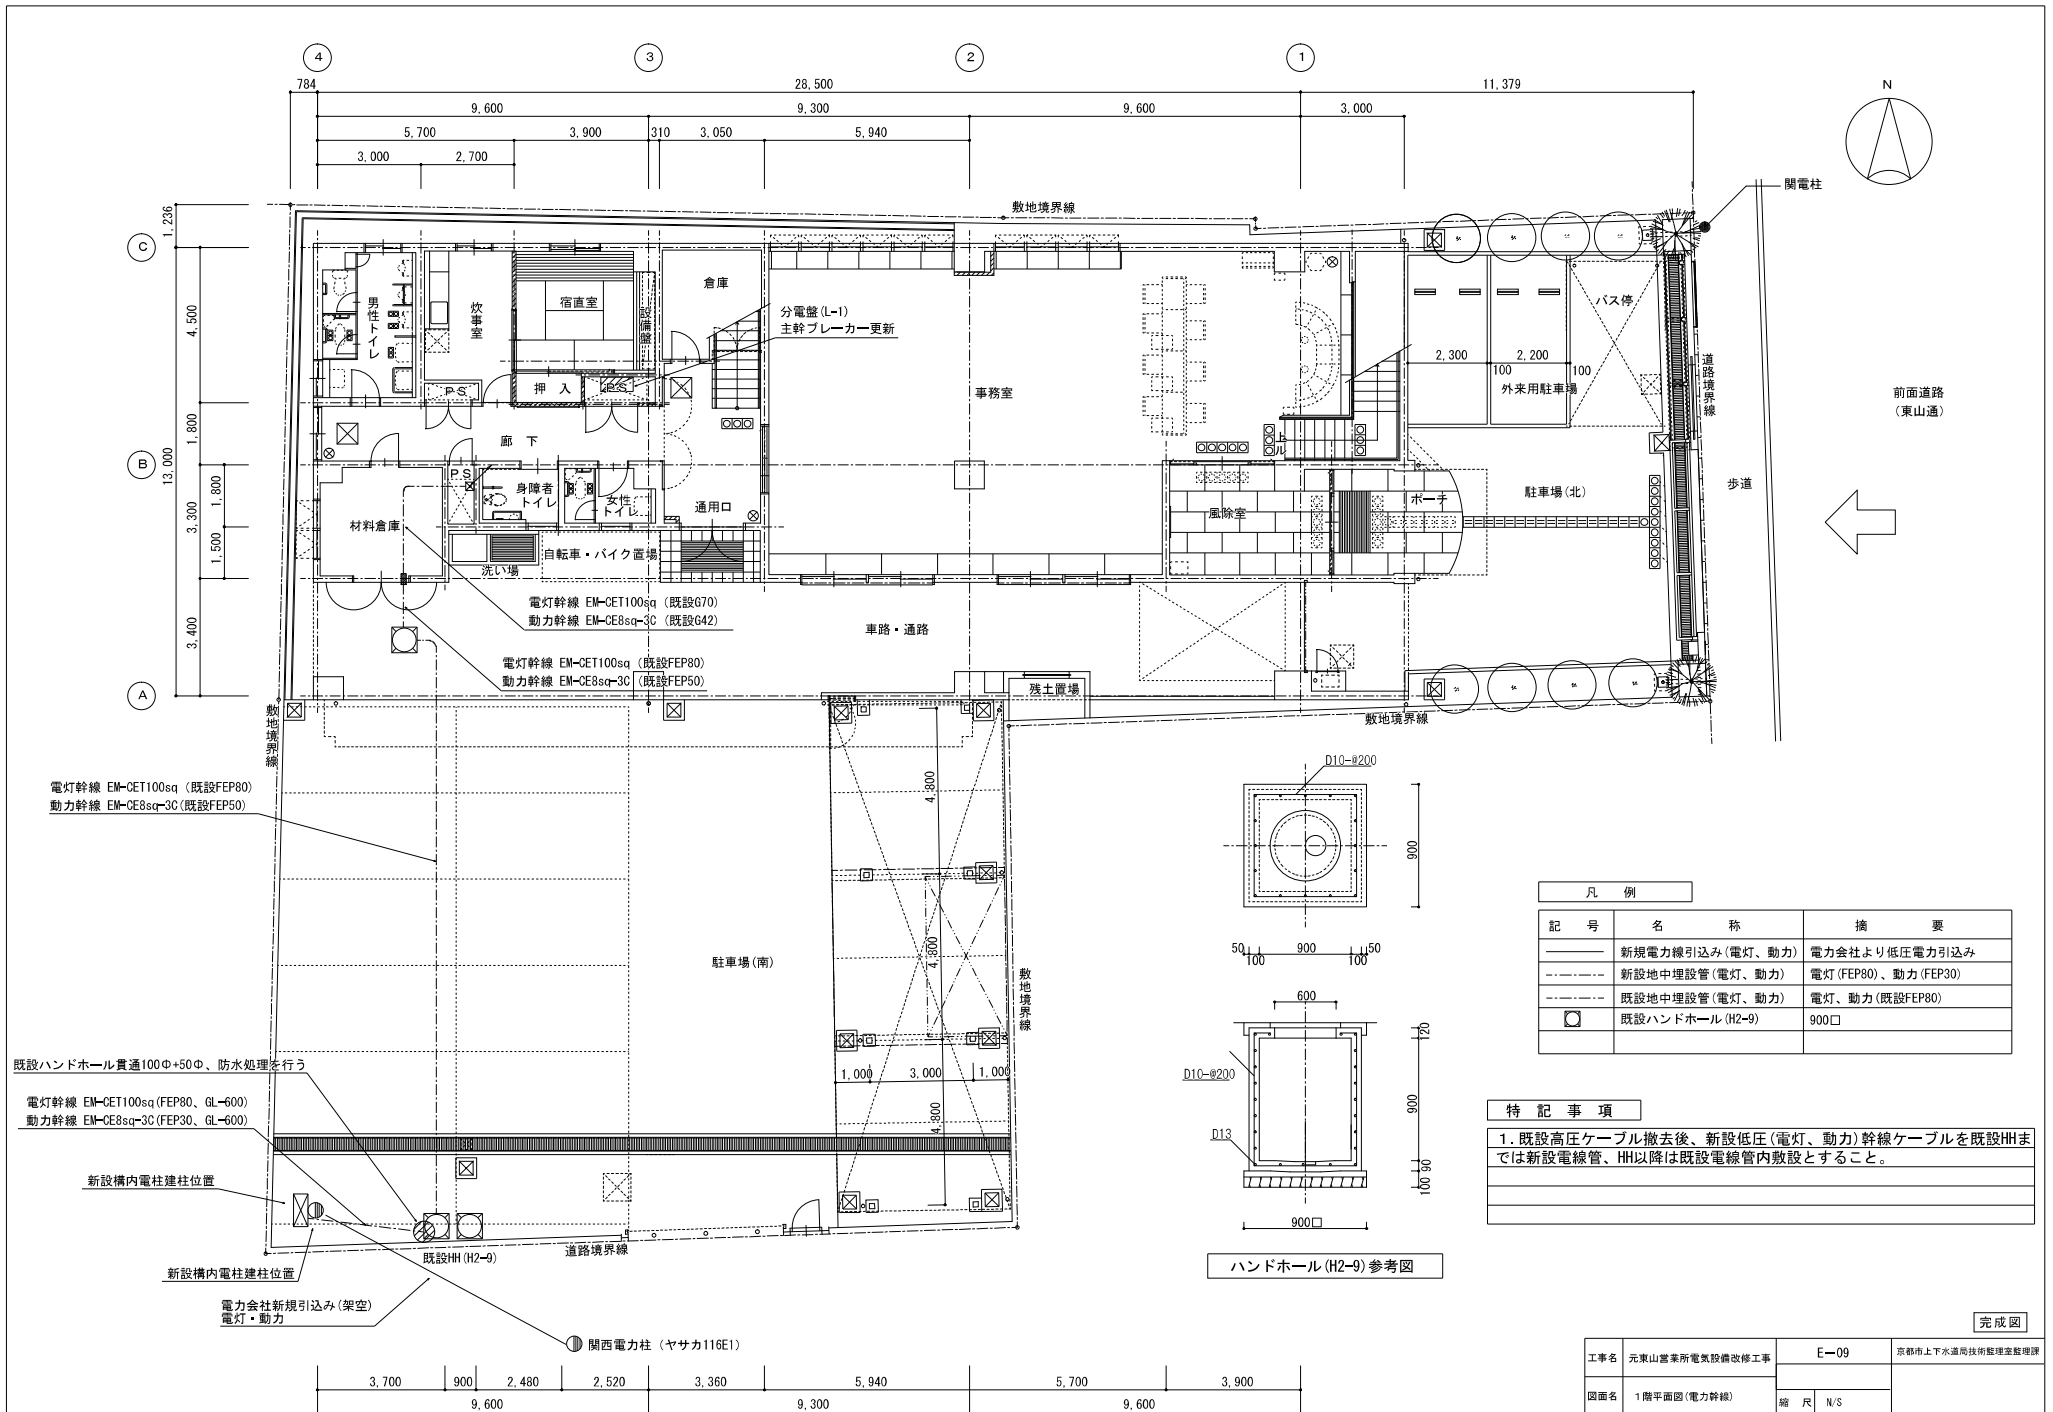 4
3
2
1
784
28,500
11,379
9,600
9,300
9,600
3,000
5,700
3,900
310
3,050
5,940
3,000
2,700
N
関電柱
敷地境界線
1,236
C
4,500
1,800
13,000
B
1,800
3,300
1,500
3,400
A
男性トイレ
炊事室
宿直室
設備盤
倉庫
分電盤(L-1)
主幹ブレーカー更新
押 入
PS
PS
PS
廊 下
事務室
バス停
2,300
2,200
100
100
外来用駐車場
道路境界線
前面道路
(東山通)
上ル
材料倉庫
身障者
トイレ
女性
トイレ
通用口
風除室
ポーチ
駐車場(北)
歩道
洗い場
自転車・バイク置場
電灯幹線 EM-CET100sq (既設G70)
動力幹線 EM-CE8sq-3C (既設G42)
車路・通路
電灯幹線 EM-CET100sq (既設FEP80)
動力幹線 EM-CE8sq-3C (既設FEP50)
残土置場
敷地境界線
敷地境界線
電灯幹線 EM-CET100sq (既設FEP80)
動力幹線 EM-CE8sq-3C(既設FEP50)
4,800
4,800
4,800
駐車場(南)
敷地境界線
1,000
3,000
1,000
既設ハンドホール貫通100Φ+50Φ、防水処理を行う
電灯幹線 EM-CET100sq(FEP80、GL-600)
動力幹線 EM-CE8sq-3C(FEP30、GL-600)
新設構内電柱建柱位置
新設構内電柱建柱位置
既設HH(H2-9)
道路境界線
電力会社新規引込み(架空)
電灯・動力
関西電力柱 (ヤサカ116E1)
D10-@200
900
50
900
50
100
100
600
120
D10-@200
900
D13
90
100
900□
ハンドホール(H2-9)参考図
凡 例
記 号 名 称 摘 要
新規電力線引込み(電灯、動力) 電力会社より低圧電力引込み
新設地中埋設管(電灯、動力) 電灯(FEP80)、動力(FEP30)
既設地中埋設管(電灯、動力) 電灯、動力(既設FEP80)
既設ハンドホール(H2-9) 900□
特 記 事 項
1. 既設高圧ケーブル撤去後、新設低圧(電灯、動力)幹線ケーブルを既設HHま
では新設電線管、HH以降は既設電線管内敷設とすること。
完成図
工事名 元東山営業所電気設備改修工事 E-09 京都市上下水道局技術監理室監理課
図面名 1階平面図(電力幹線) 縮 尺 N/S
3,700
900
2,480
2,520
3,360
5,940
5,700
3,900
9,600
9,300
9,600